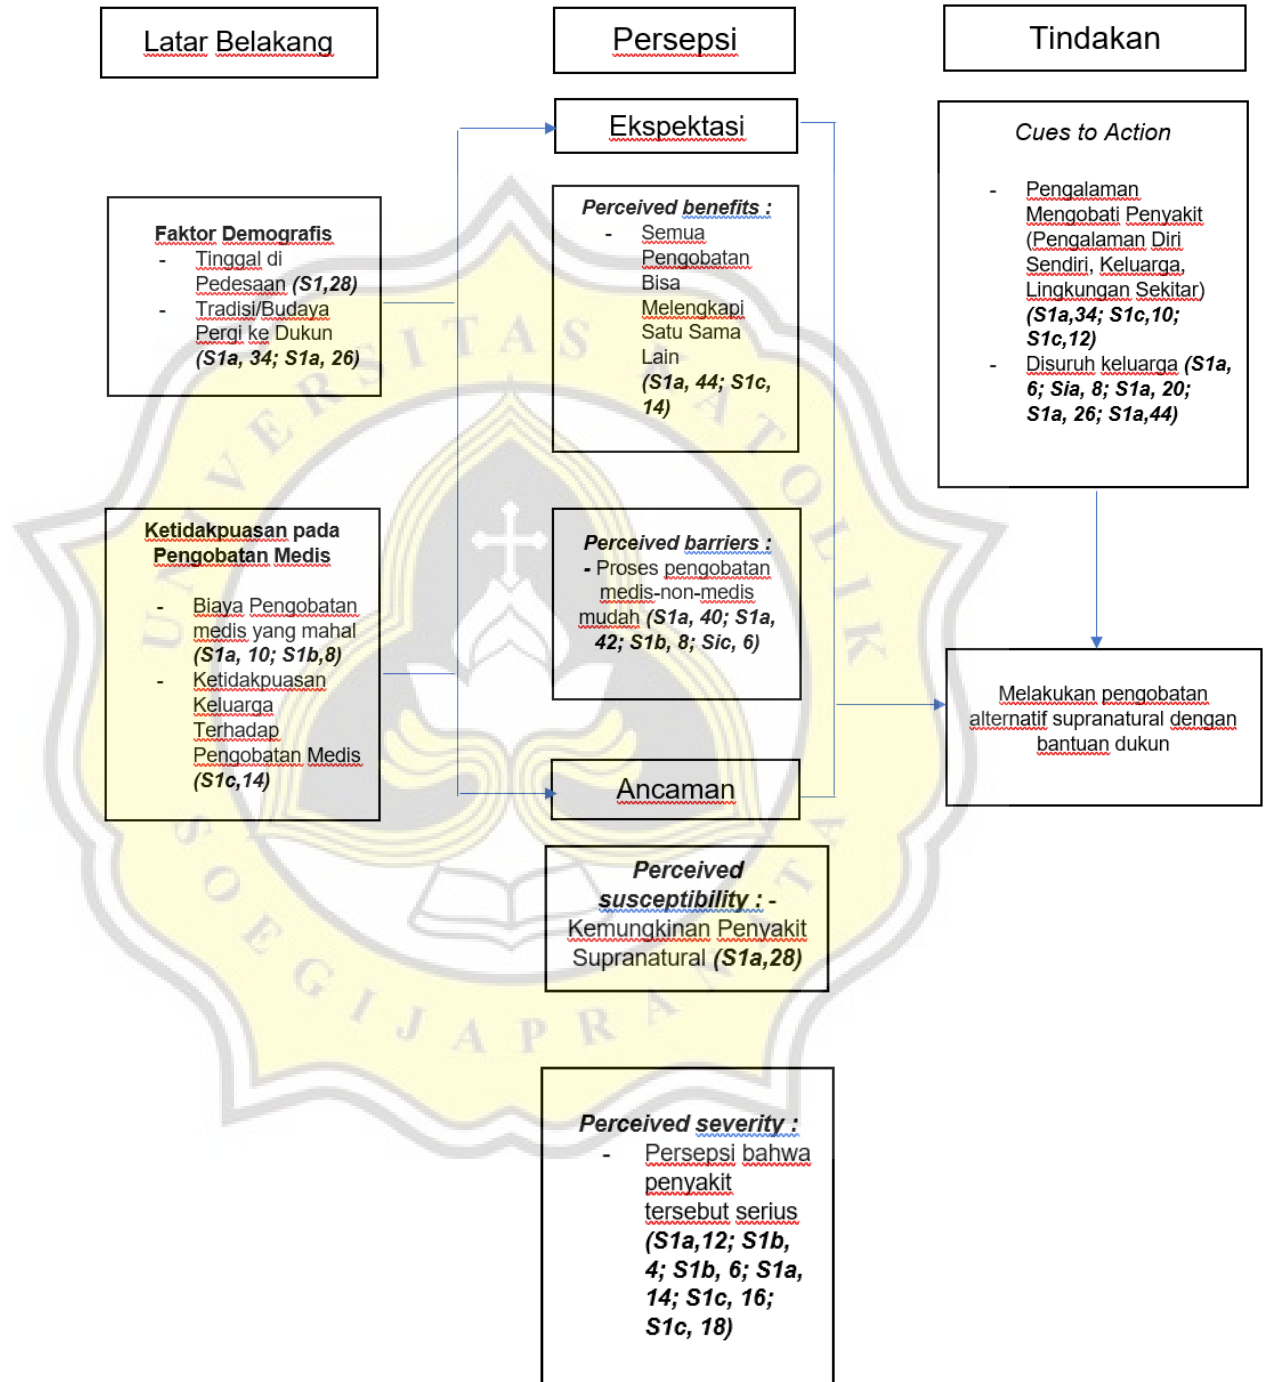 Latar Belakang
Persepsi
Tindakan
Ekspektasi
Cues to Action
- Pengalaman
Mengobati Penyakit
(Pengalaman Diri
Sendiri, Keluarga,
Lingkungan Sekitar)
(S1a,34; S1c,10;
S1c,12)
- Disuruh keluarga (S1a,
6; Sia, 8; S1a, 20;
S1a, 26; S1a,44)
Faktor Demografis
- Tinggal di
Pedesaan (S1,28)
- Tradisi/Budaya
Pergi ke Dukun
(S1a, 34; S1a, 26)
Perceived benefits :
- Semua
Pengobatan
Bisa
Melengkapi
Satu Sama
Lain
(S1a, 44; S1c,
14)
Ketidakpuasan pada
Pengobatan Medis
- Biaya Pengobatan
medis yang mahal
(S1a, 10; S1b,8)
- Ketidakpuasan
Keluarga
Terhadap
Pengobatan Medis
(S1c,14)
Perceived barriers :
- Proses pengobatan
medis-non-medis
mudah (S1a, 40; S1a,
42; S1b, 8; Sic, 6)
Melakukan pengobatan
alternatif supranatural dengan
bantuan dukun
Ancaman
Perceived
susceptibility : -
Kemungkinan Penyakit
Supranatural (S1a,28)
Perceived severity :
- Persepsi bahwa
penyakit
tersebut serius
(S1a,12; S1b,
4; S1b, 6; S1a,
14; S1c, 16;
S1c, 18)
UNIVERSITAS KATOLIK
SOEGIJAPRANATA